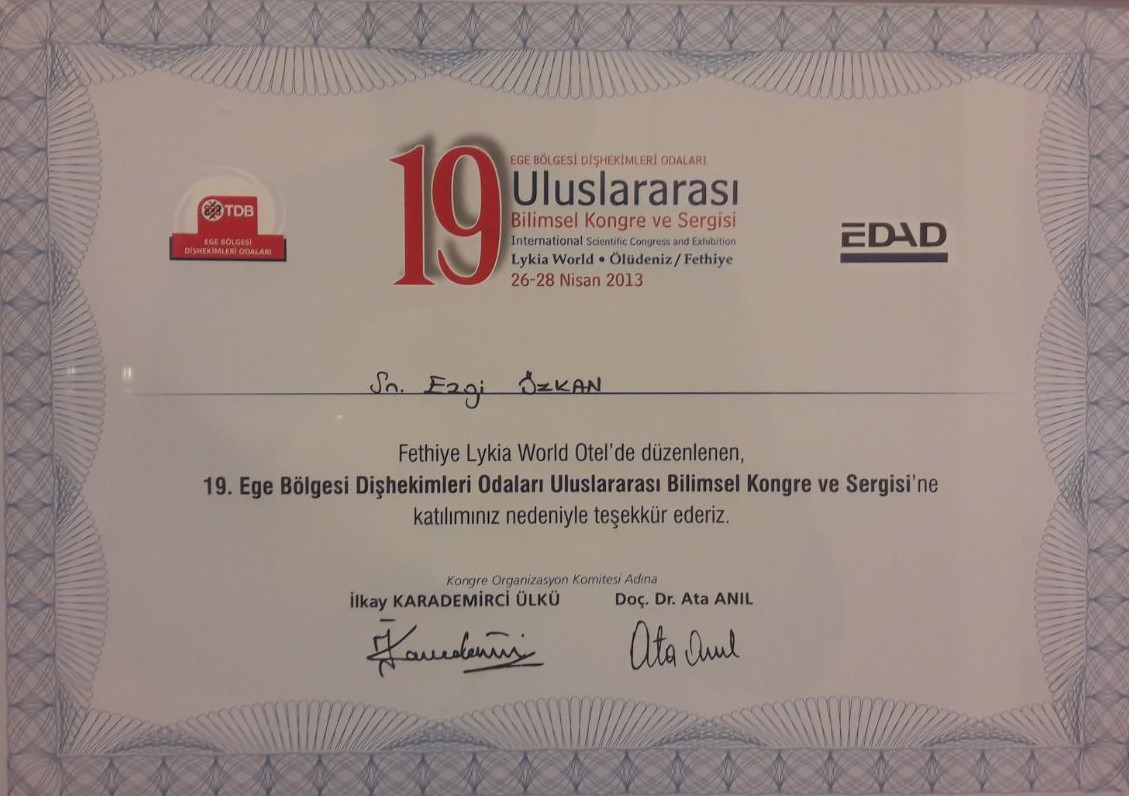 TDB
EGE BÖLGESİ
DİŞHEKİMLERİ ODALARI
19
EGE BÖLGESİ DİŞHEKİMLERİ ODALARI
Uluslararası
Bilimsel Kongre ve Sergisi
International Scientific Congress and Exhibition
Lykia World • Ölüdeniz / Fethiye
26-28 Nisan 2013
EDAD
Sn. Ezgi ÖZKAN
Fethiye Lykia World Otel'de düzenlenen,
19. Ege Bölgesi Dişhekimleri Odaları Uluslararası Bilimsel Kongre ve Sergisi'ne
katılımınız nedeniyle teşekkür ederiz.
Kongre Organizasyon Komitesi Adına
İlkay KARADEMİRCİ ÜLKÜ Doç. Dr. Ata ANIL
Ata Anıl